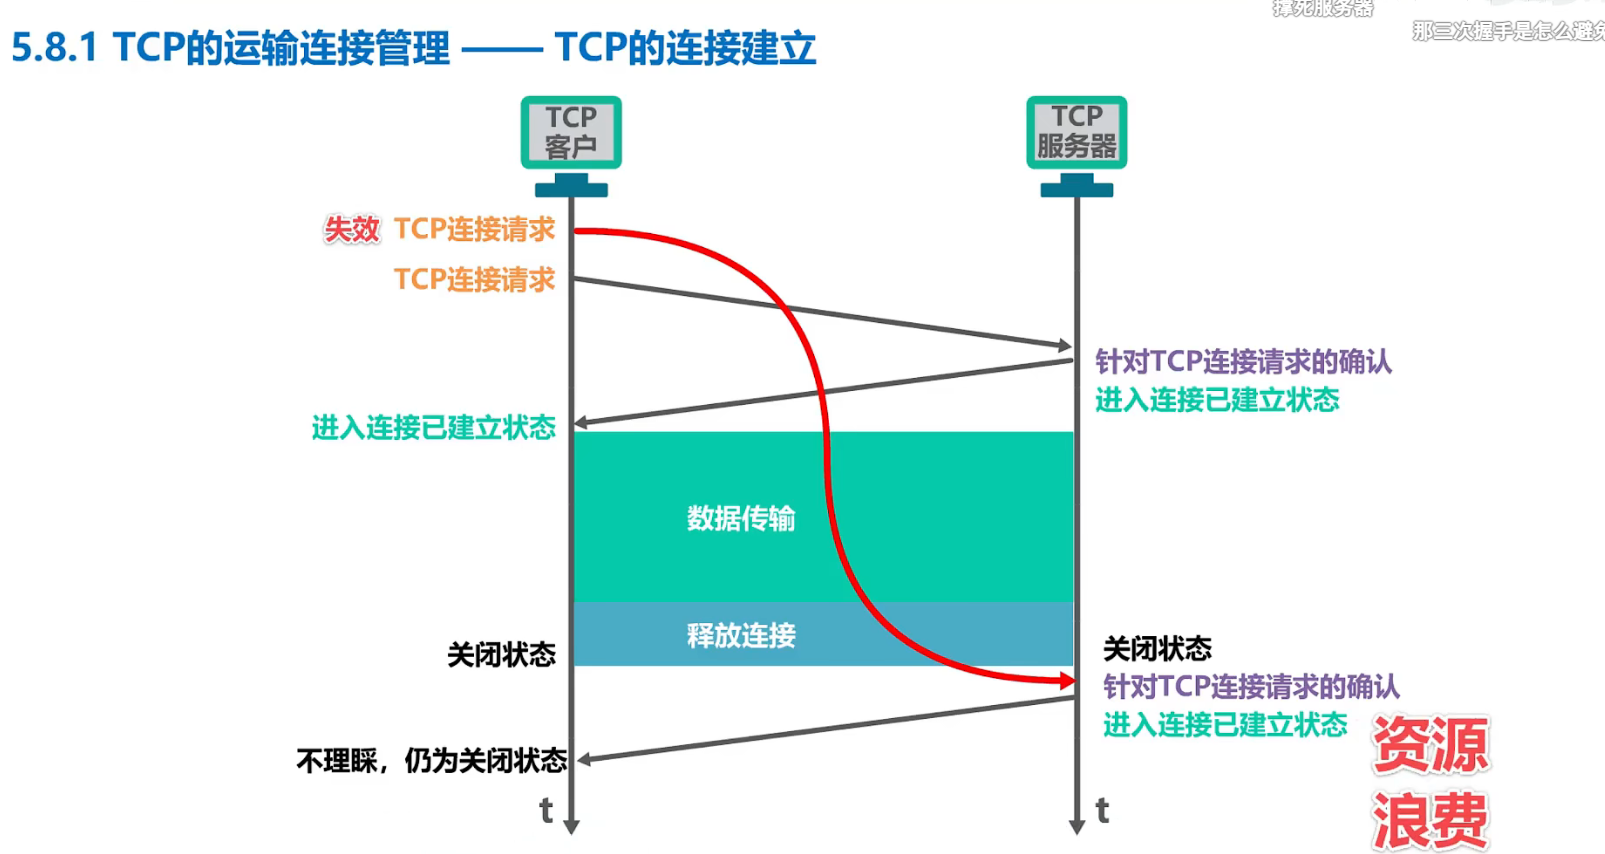 撑死服务器
那三次握手是怎么避免
5.8.1 TCP的运输连接管理 —— TCP的连接建立
TCP
客户
TCP
服务器
失效 TCP连接请求
TCP连接请求
针对TCP连接请求的确认
进入连接已建立状态
进入连接已建立状态
数据传输
释放连接
关闭状态
关闭状态
针对TCP连接请求的确认
进入连接已建立状态
不理睬，仍为关闭状态
资源
浪费
t
t